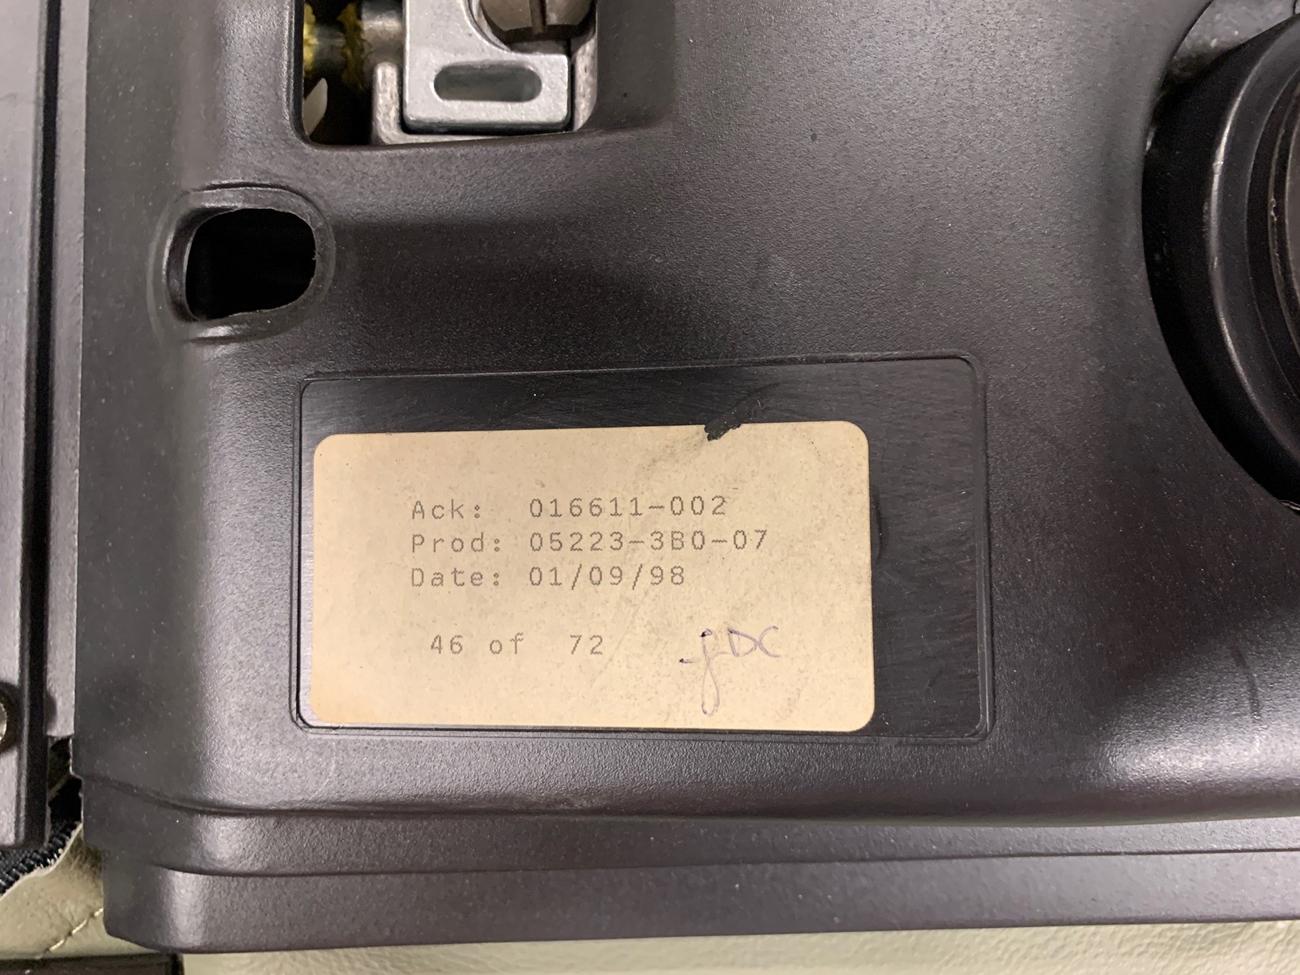 Ack: 016611-002
Prod: 05223-3B0-07
Date: 01/09/98
46 of 72